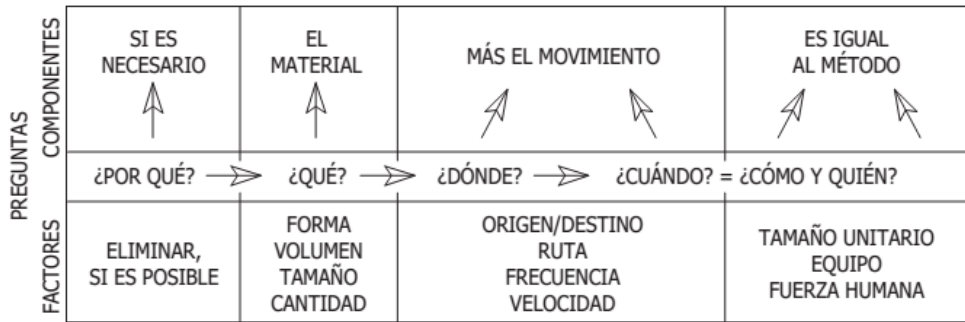 PREGUNTAS
COMPONENTES
SI ES
NECESARIO
EL
MATERIAL
MÁS EL MOVIMIENTO
ES IGUAL
AL MÉTODO
¿POR QUÉ? ¿QUÉ? ¿DÓNDE? ¿CUÁNDO? = ¿CÓMO Y QUIÉN?
FACTORES
ELIMINAR,
SI ES POSIBLE
FORMA
VOLUMEN
TAMAÑO
CANTIDAD
ORIGEN/DESTINO
RUTA
FRECUENCIA
VELOCIDAD
TAMAÑO UNITARIO
EQUIPO
FUERZA HUMANA